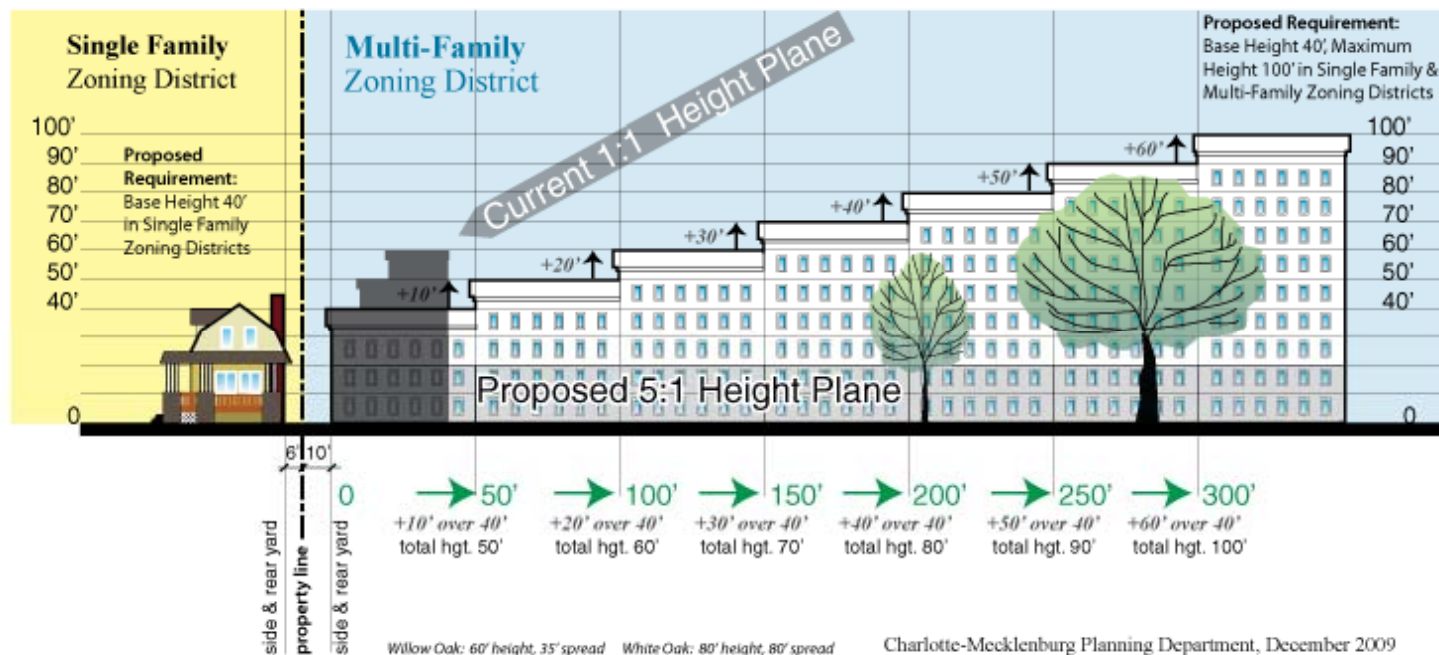 Single Family
Zoning District
Multi-Family
Zoning District
Current 1:1 Height Plane
Proposed Requirement:
Base Height 40', Maximum
Height 100' in Single Family &
Multi-Family Zoning Districts
Proposed
Requirement:
Base Height 40'
in Single Family
Zoning Districts
100'
90'
80'
70'
60'
50'
40'
0
+10'
+20'
+30'
+40'
+50'
+60'
100'
90'
80'
70'
60'
50'
40'
0
Proposed 5:1 Height Plane
6' 10'
0 50' 100' 150' 200' 250' 300'
+10' over 40' +20' over 40' +30' over 40' +40' over 40' +50' over 40' +60' over 40'
total hgt. 50' total hgt. 60' total hgt. 70' total hgt. 80' total hgt. 90' total hgt. 100'
side & rear yard
property line
side & rear yard
Willow Oak: 60' height, 35' spread White Oak: 80' height, 80' spread
Charlotte-Mecklenburg Planning Department, December 2009